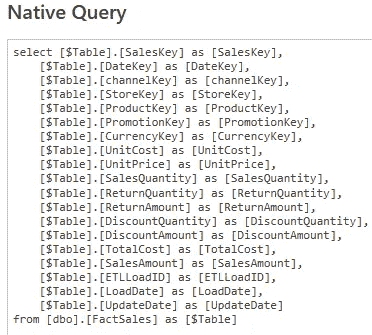 Native Query
select [$Table].[SalesKey] as [SalesKey],
[$Table].[DateKey] as [DateKey],
[$Table].[channelKey] as [channelKey],
[$Table].[StoreKey] as [StoreKey],
[$Table].[ProductKey] as [ProductKey],
[$Table].[PromotionKey] as [PromotionKey],
[$Table].[CurrencyKey] as [CurrencyKey],
[$Table].[UnitCost] as [UnitCost],
[$Table].[UnitPrice] as [UnitPrice],
[$Table].[SalesQuantity] as [SalesQuantity],
[$Table].[ReturnQuantity] as [ReturnQuantity],
[$Table].[ReturnAmount] as [ReturnAmount],
[$Table].[DiscountQuantity] as [DiscountQuantity],
[$Table].[DiscountAmount] as [DiscountAmount],
[$Table].[TotalCost] as [TotalCost],
[$Table].[SalesAmount] as [SalesAmount],
[$Table].[ETLLoadID] as [ETLLoadID],
[$Table].[LoadDate] as [LoadDate],
[$Table].[UpdateDate] as [UpdateDate]
from [dbo].[FactSales] as [$Table]